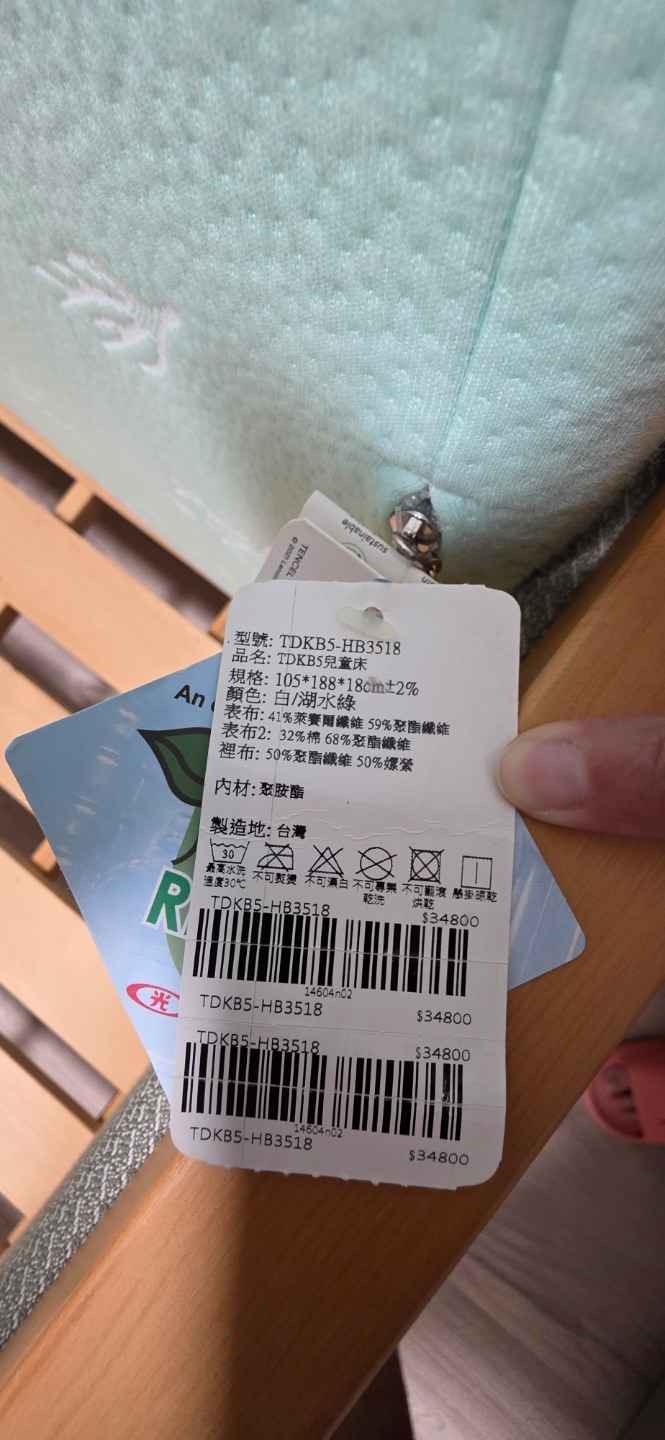 sustainable
TENCEL
An
型號: TDKB5-HB3518
品名: TDKB5兒童床
規格: 105*188*18cm±2%
顏色: 白/湖水綠
表布: 41%萊賽爾纖維 59%聚酯纖維
表布2: 32%棉 68%聚酯纖維
裡布: 50%聚酯纖維 50%嫘縈
內材: 聚胺酯
製造地: 台灣
30
最高水洗溫度30℃ 不可熨燙 不可漂白 不可專業乾洗 不可翻滾烘乾 懸掛晾乾
TDKB5-HB3518 $34800
14604n02
TDKB5-HB3518 $34800
TDKB5-HB3518 $34800
14604n02
TDKB5-HB3518 $34800
光